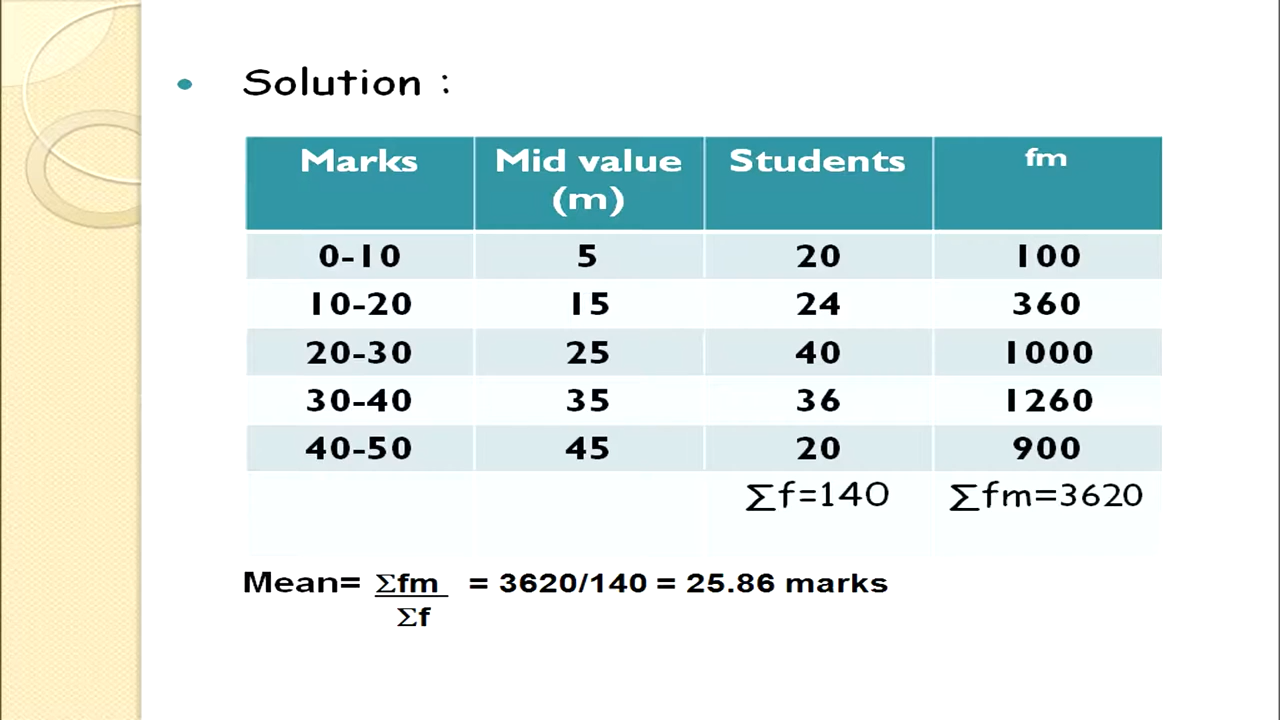 • Solution :
Marks Mid value (m) Students fm
0-10 5 20 100
10-20 15 24 360
20-30 25 40 1000
30-40 35 36 1260
40-50 45 20 900
∑f=140 ∑fm=3620
Mean= Σfm = 3620/140 = 25.86 marks
Σf